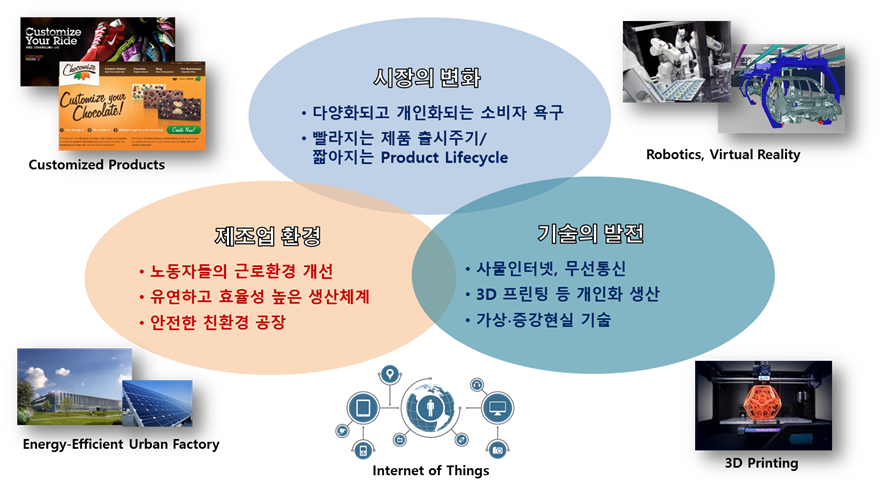 Customize
Your Ride
Chocomize
Customize your
Chocolate!
Create Now!
Customized Products
시장의 변화
• 다양화되고 개인화되는 소비자 욕구
• 빨라지는 제품 출시주기/
짧아지는 Product Lifecycle
Robotics, Virtual Reality
제조업 환경
• 노동자들의 근로환경 개선
• 유연하고 효율성 높은 생산체계
• 안전한 친환경 공장
기술의 발전
• 사물인터넷, 무선통신
• 3D 프린팅 등 개인화 생산
• 가상·증강현실 기술
Energy-Efficient Urban Factory
Internet of Things
3D Printing